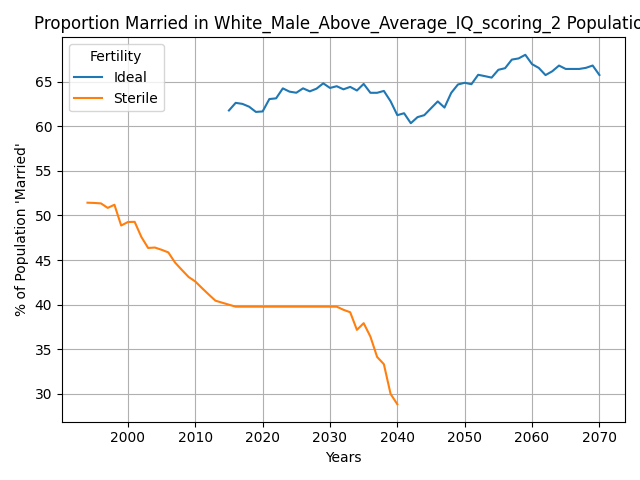 Proportion Married in White_Male_Above_Average_IQ_scoring_2 Populatio
Fertility
Ideal
Sterile
% of Population 'Married'
65
60
55
50
45
40
35
30
2000 2010 2020 2030 2040 2050 2060 2070
Years